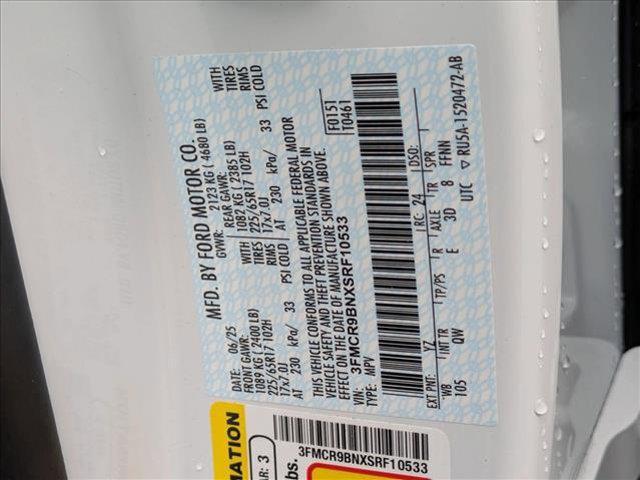 MFD. BY FORD MOTOR CO.
DATE: 06/25 GVWR: 2123 KG ( 4680 LB)
FRONT GAWR: REAR GAWR:
1089 KG ( 2400 LB) WITH 1082 KG ( 2385 LB) WITH
225/65R17 102H TIRES 225/65R17 102H TIRES
17x7.0J RIMS 17x7.0J RIMS
AT 230 kPa/ 33 PSI COLD AT 230 kPa/ 33 PSI COLD
THIS VEHICLE CONFORMS TO ALL APPLICABLE FEDERAL MOTOR
VEHICLE SAFETY AND THEFT PREVENTION STANDARDS IN
EFFECT ON THE DATE OF MANUFACTURE SHOWN ABOVE.
VIN: 3FMCR9BNXSRF10533 F0151
TYPE: MPV T0461
EXT PNT: YZ RC: 24 DSO:
WB INT TR TP/PS R AXLE TR SPR
105 QW E 3D 8 FFNN
UTC ▽ RU5A-1520472-AB
MATION
AR: 3
3FMCR9BNXSRF10533
lbs.